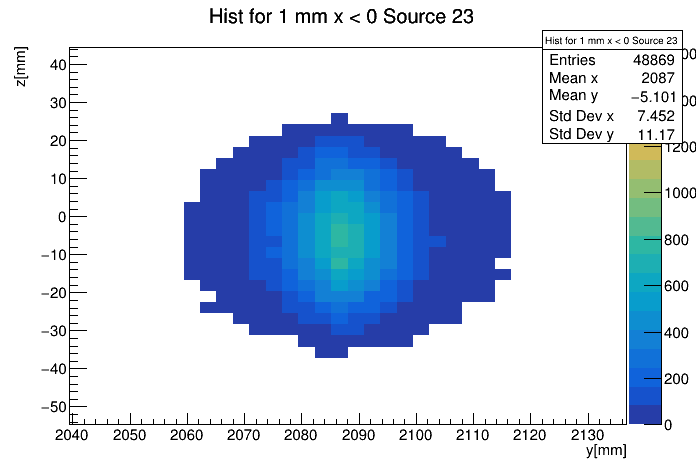 Hist for 1 mm x < 0 Source 23
Hist for 1 mm x < 0 Source 23
Entries 48869
Mean x 2087
Mean y −5.101
Std Dev x 7.452
Std Dev y 11.17
z[mm]
40
30
20
10
0
−10
−20
−30
−40
−50
2040 2050 2060 2070 2080 2090 2100 2110 2120 2130
y[mm]
1200
1000
800
600
400
200
0